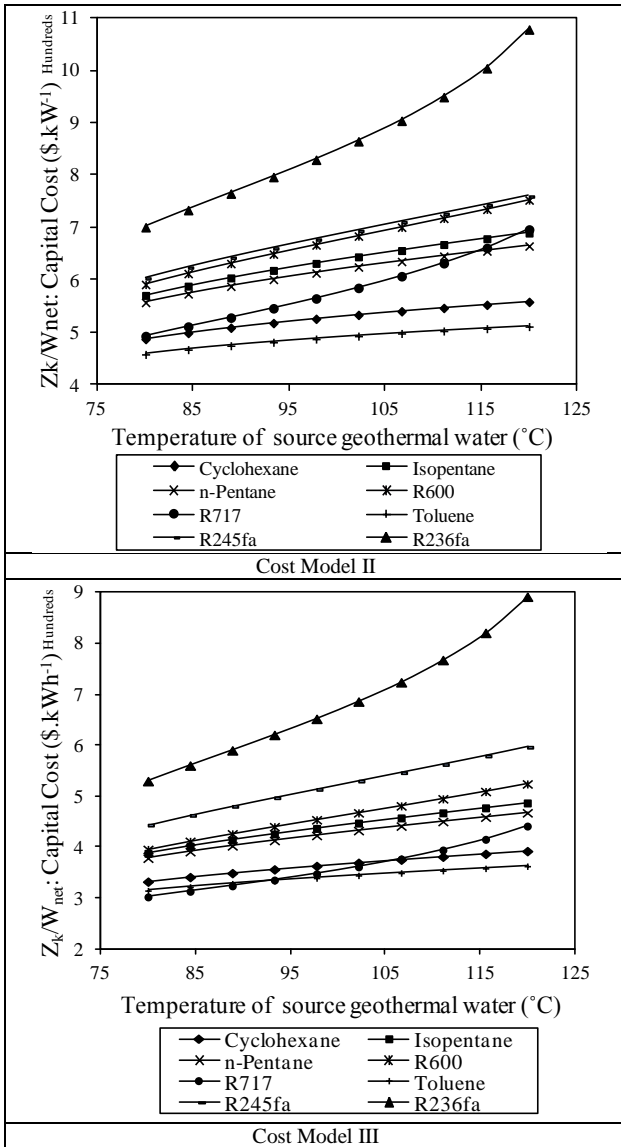 Zk/Wnet: Capital Cost ($.kW-1) Hundreds
11
10
9
8
7
6
5
4
75 85 95 105 115 125
Temperature of source geothermal water (˚C)
Cyclohexane Isopentane
n-Pentane R600
R717 Toluene
R245fa R236fa
Cost Model II
Zk/Wnet: Capital Cost ($.kWh-1) Hundreds
9
8
7
6
5
4
3
2
75 85 95 105 115 125
Temperature of source geothermal water (˚C)
Cyclohexane Isopentane
n-Pentane R600
R717 Toluene
R245fa R236fa
Cost Model III